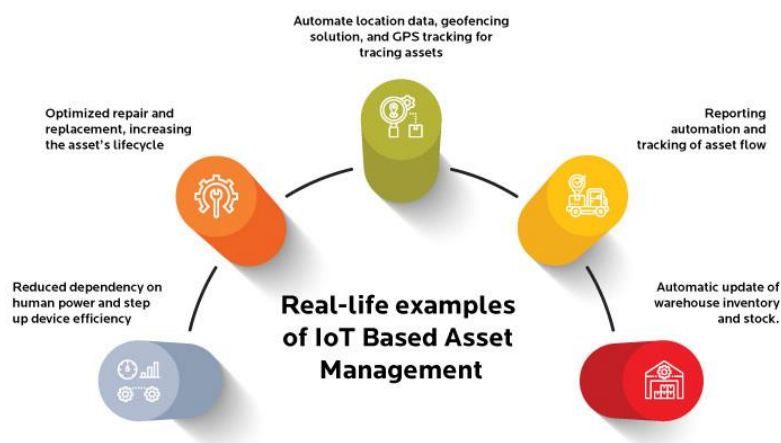 Automate location data, geofencing
solution, and GPS tracking for
tracing assets
Optimized repair and
replacement, increasing
the asset's lifecycle
Reporting
automation and
tracking of asset flow
Reduced dependency on
human power and step
up device efficiency
Automatic update of
warehouse inventory
and stock.
Real-life examples
of IoT Based Asset
Management